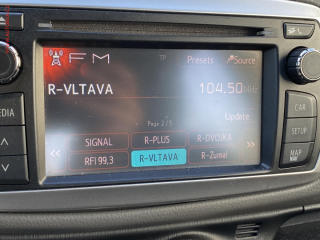 FM TP Presets Source
R-VLTAVA 104.50 MHz
Page 2/5
Update
SIGNAL R-PLUS R-DVOJKA
RFI 99,3 R-VLTAVA R-Zurnal
MEDIA
CAR
SETUP
MAP